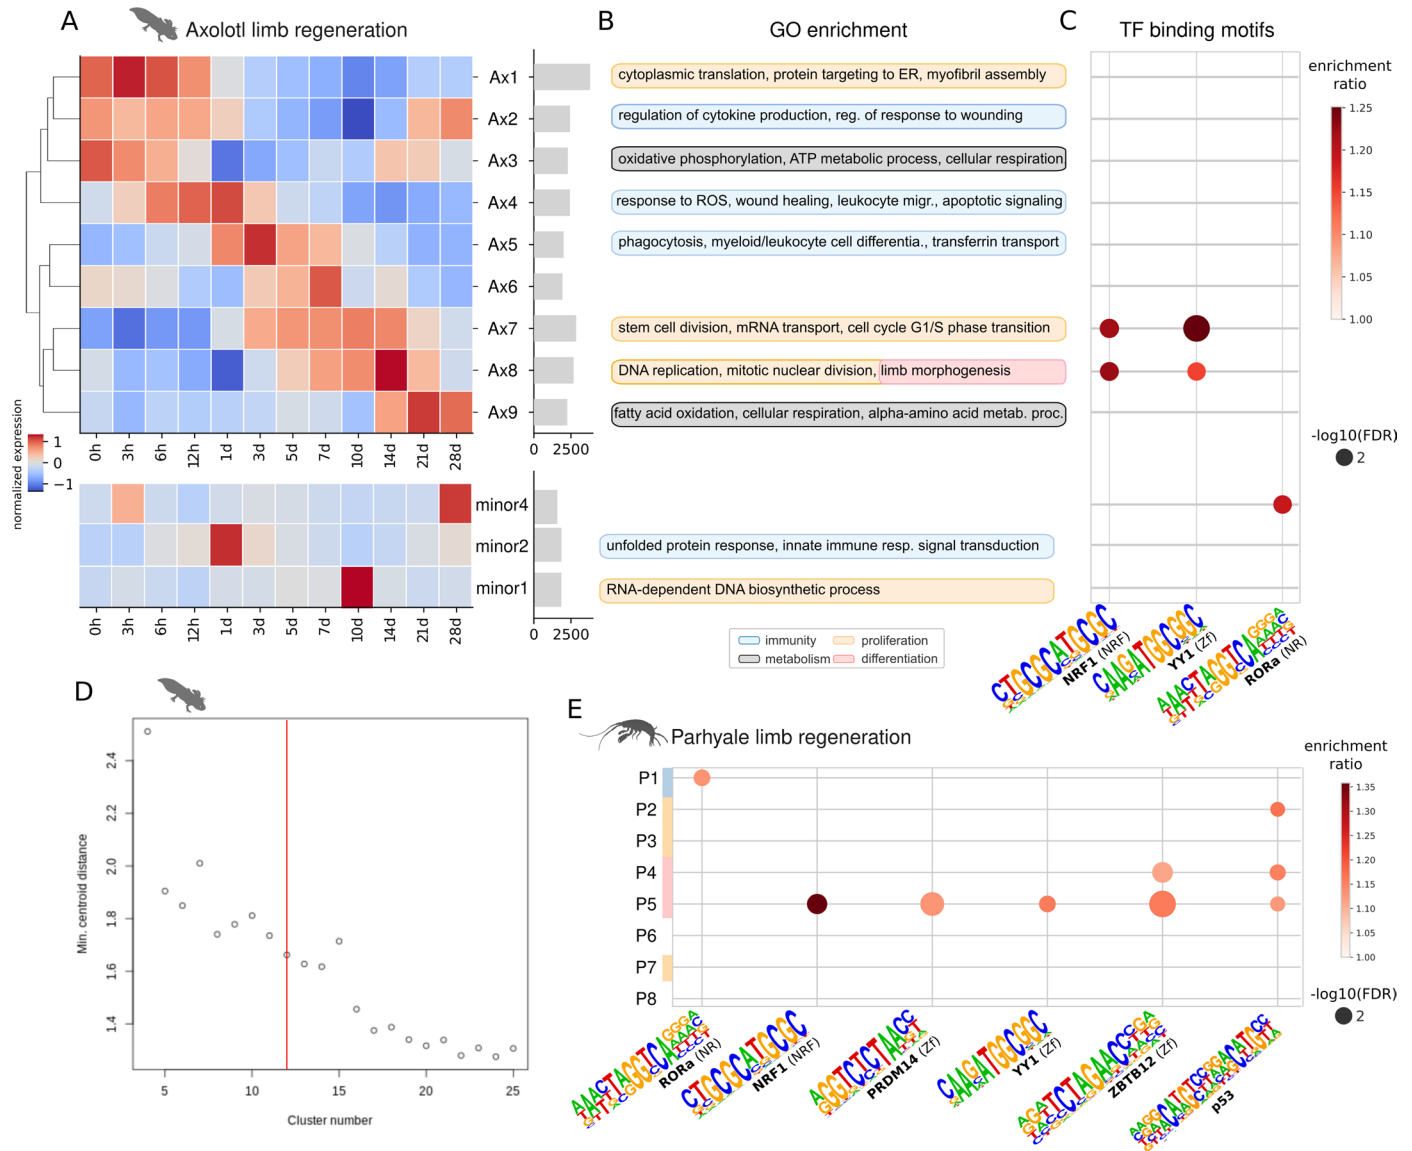 A
Axolotl limb regeneration
B
GO enrichment
C
TF binding motifs
Ax1
Ax2
Ax3
Ax4
Ax5
Ax6
Ax7
Ax8
Ax9
0h 3h 6h 12h 1d 3d 5d 7d 10d 14d 21d 28d
0 2500
normalized expression
1
0
−1
cytoplasmic translation, protein targeting to ER, myofibril assembly
regulation of cytokine production, reg. of response to wounding
oxidative phosphorylation, ATP metabolic process, cellular respiration
response to ROS, wound healing, leukocyte migr., apoptotic signaling
phagocytosis, myeloid/leukocyte cell differentia., transferrin transport
stem cell division, mRNA transport, cell cycle G1/S phase transition
DNA replication, mitotic nuclear division, limb morphogenesis
fatty acid oxidation, cellular respiration, alpha-amino acid metab. proc.
enrichment
ratio
1.25
1.20
1.15
1.10
1.05
1.00
-log10(FDR)
2
minor4
minor2
minor1
0h 3h 6h 12h 1d 3d 5d 7d 10d 14d 21d 28d
0 2500
unfolded protein response, innate immune resp. signal transduction
RNA-dependent DNA biosynthetic process
immunity
proliferation
metabolism
differentiation
NRF1 (NRF)
YY1 (Zf)
RORa (NR)
D
Min. centroid distance
2.4
2.2
2.0
1.8
1.6
1.4
5 10 15 20 25
Cluster number
E
Parhyale limb regeneration
P1
P2
P3
P4
P5
P6
P7
P8
enrichment
ratio
1.35
1.30
1.25
1.20
1.15
1.10
1.05
1.00
-log10(FDR)
2
RORa (NR)
NRF1 (NRF)
PRDM14 (Zf)
YY1 (Zf)
ZBTB12 (Zf)
p53